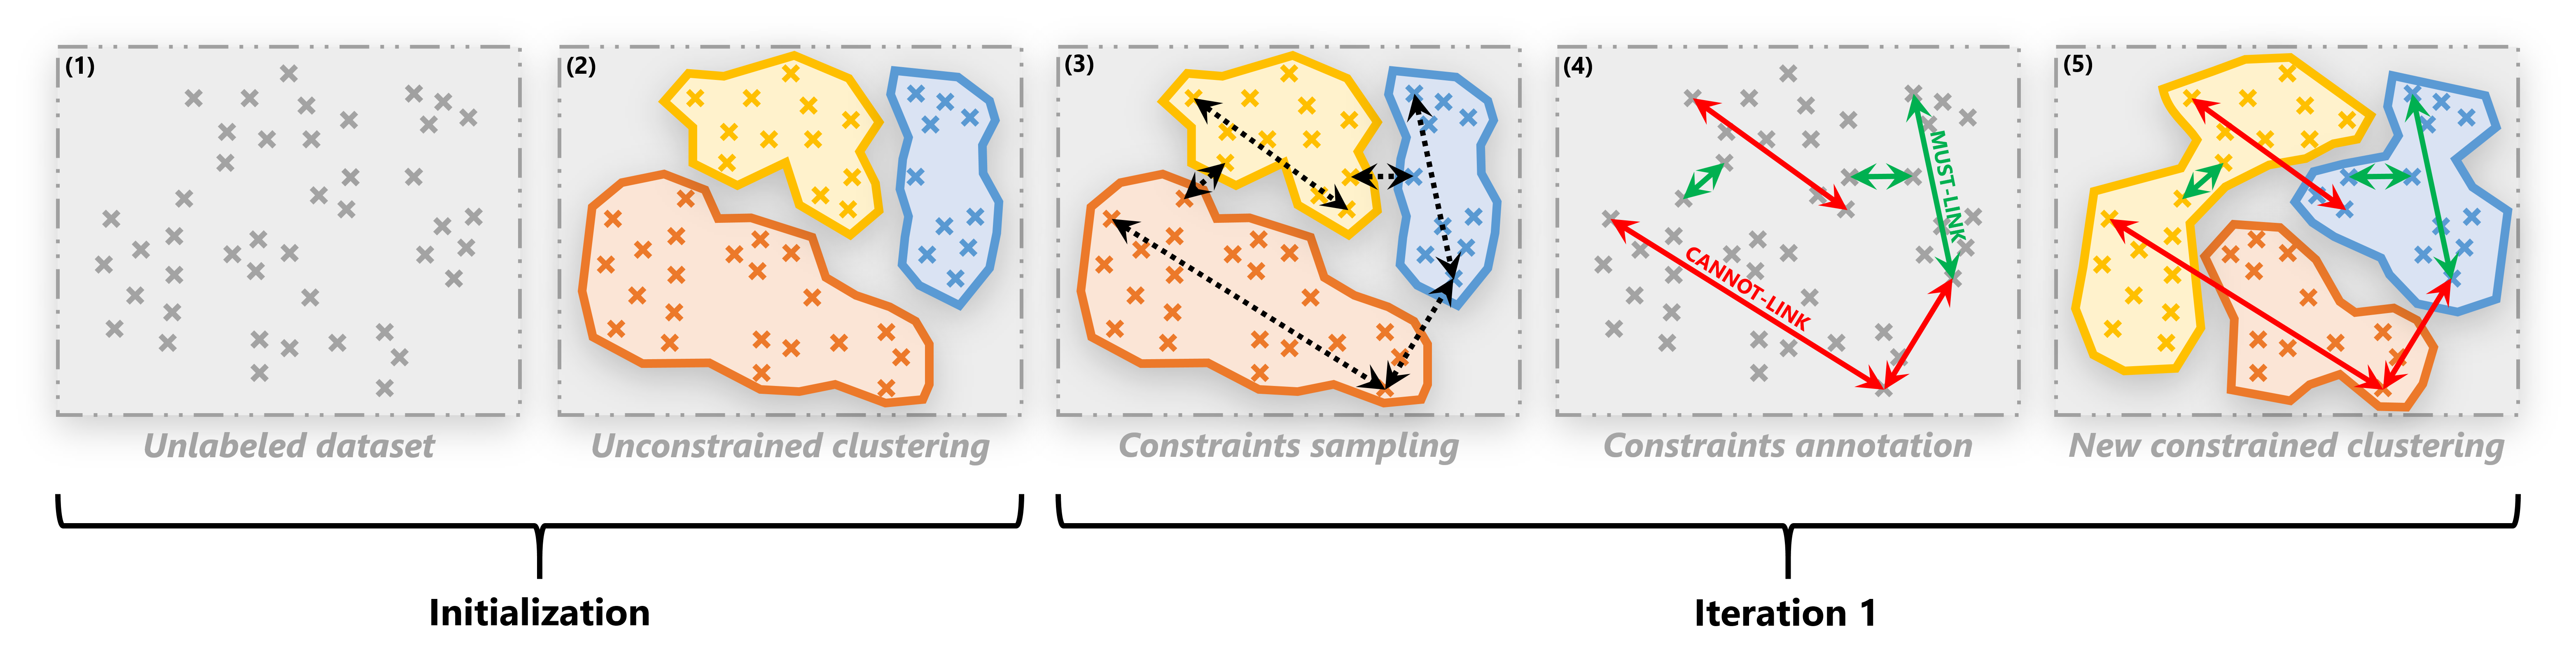 (1)
(2)
(3)
(4)
(5)
MUST-LINK
CANNOT-LINK
Unlabeled dataset
Unconstrained clustering
Constraints sampling
Constraints annotation
New constrained clustering
Initialization
Iteration 1